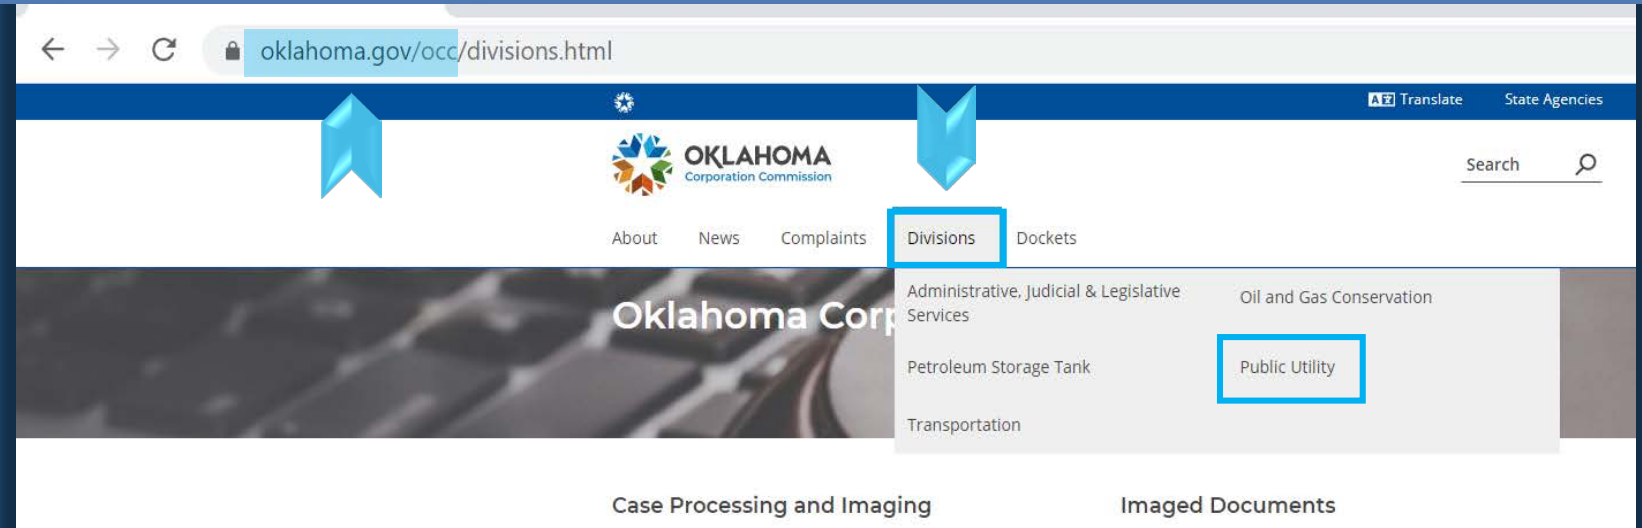 oklahoma.gov/occ/divisions.html
Translate
State Agencies
OKLAHOMA
Corporation Commission
Search
About
News
Complaints
Divisions
Dockets
Oklahoma Corp
Administrative, Judicial & Legislative
Services
Oil and Gas Conservation
Petroleum Storage Tank
Public Utility
Transportation
Case Processing and Imaging
Imaged Documents